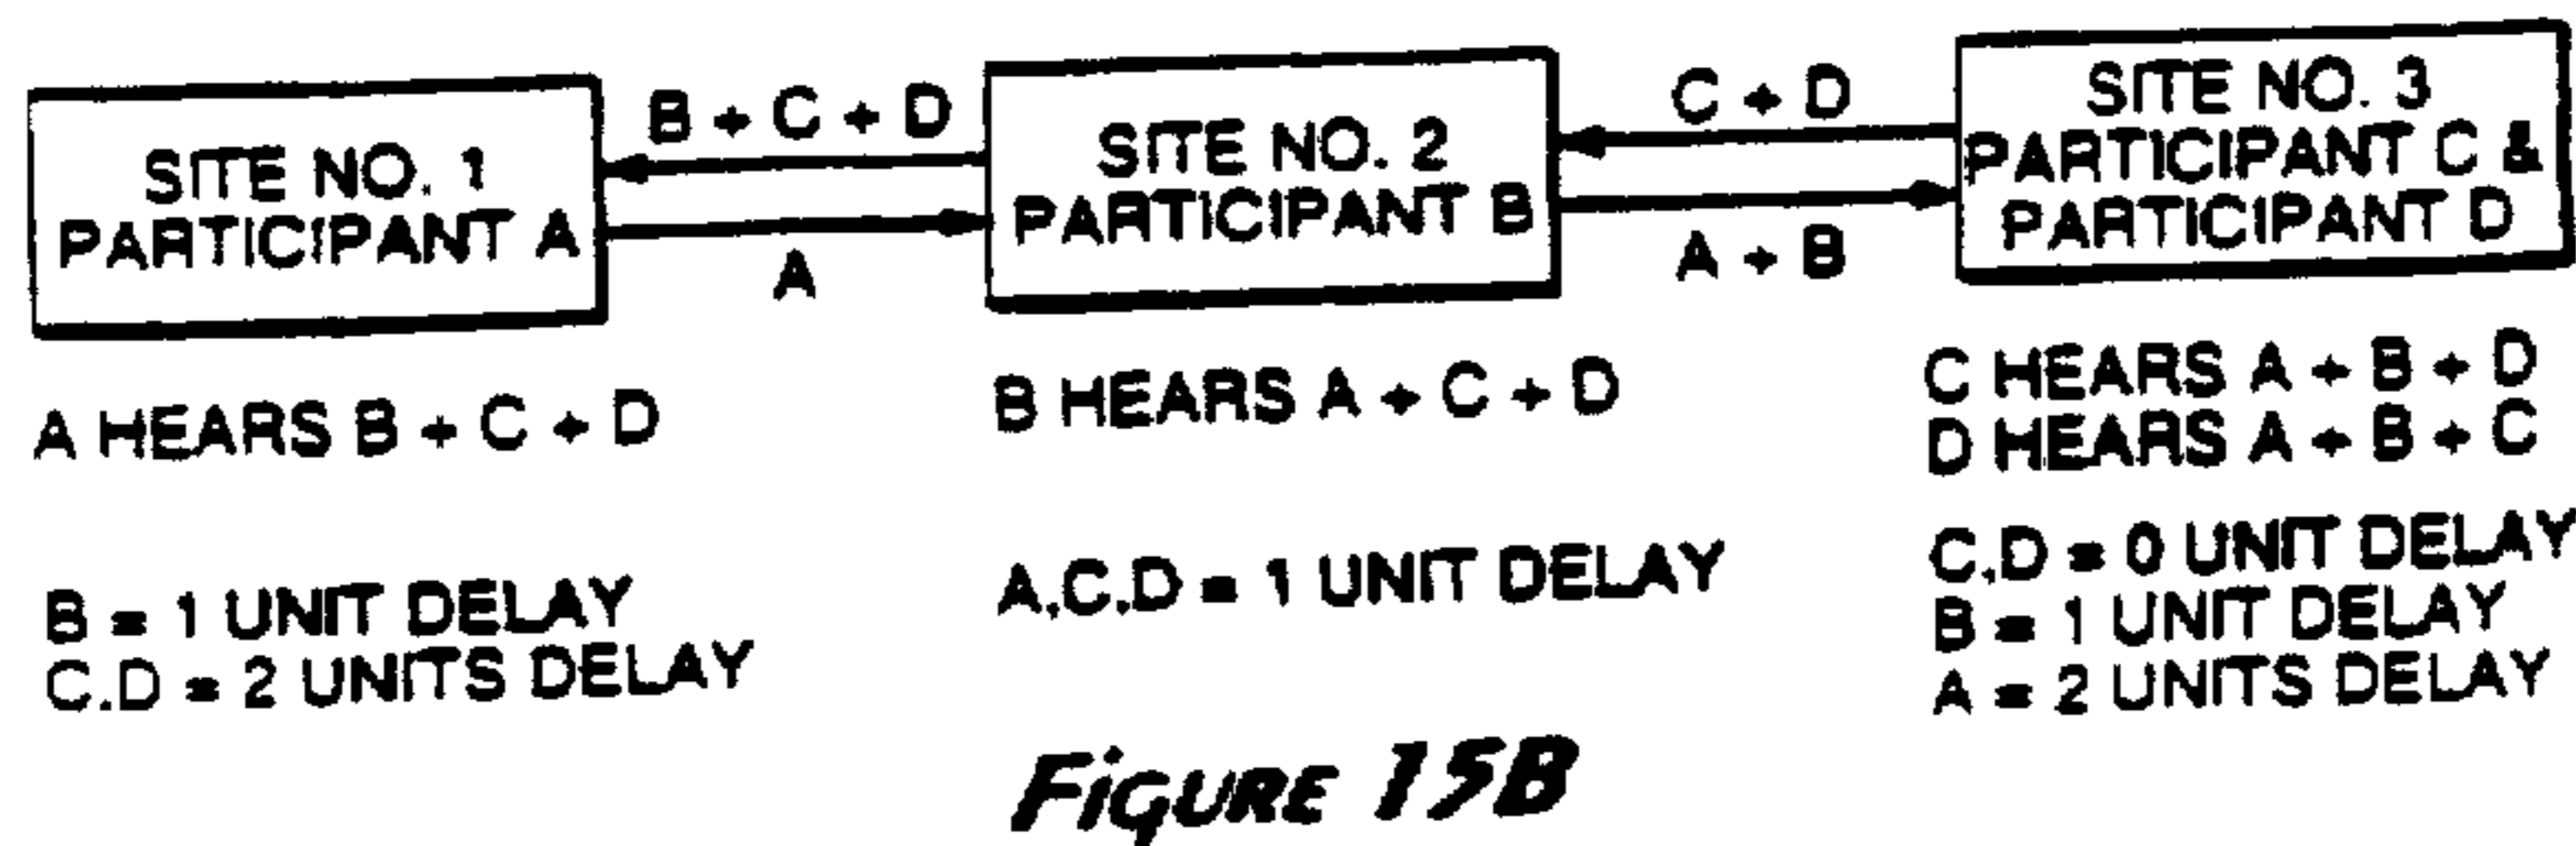 SITE NO. 1
PARTICIPANT A
B + C + D
A
SITE NO. 2
PARTICIPANT B
C + D
A + B
SITE NO. 3
PARTICIPANT C &
PARTICIPANT D
A HEARS B + C + D
B = 1 UNIT DELAY
C.D = 2 UNITS DELAY
B HEARS A + C + D
A.C.D = 1 UNIT DELAY
C HEARS A + B + D
D HEARS A + B + C
C.D = 0 UNIT DELAY
B = 1 UNIT DELAY
A = 2 UNITS DELAY
FIGURE 15B